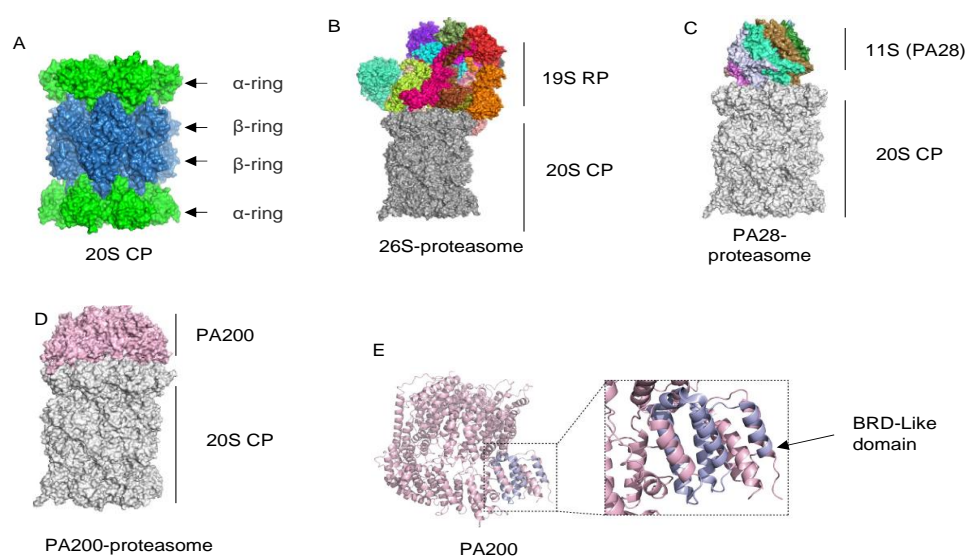 A
α-ring
β-ring
β-ring
α-ring
20S CP
B
19S RP
20S CP
26S-proteasome
C
11S (PA28)
20S CP
PA28-
proteasome
D
PA200
20S CP
PA200-proteasome
E
BRD-Like
domain
PA200